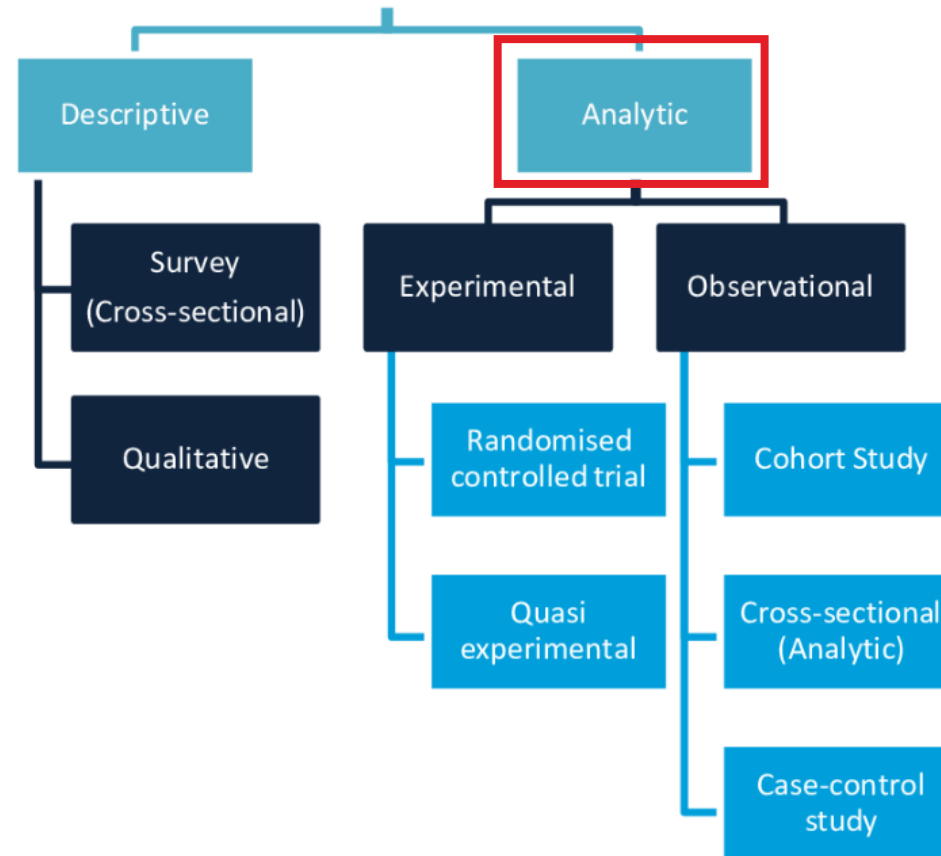 Descriptive
Analytic
Survey
(Cross-sectional)
Qualitative
Experimental
Observational
Randomised
controlled trial
Quasi
experimental
Cohort Study
Cross-sectional
(Analytic)
Case-control
study